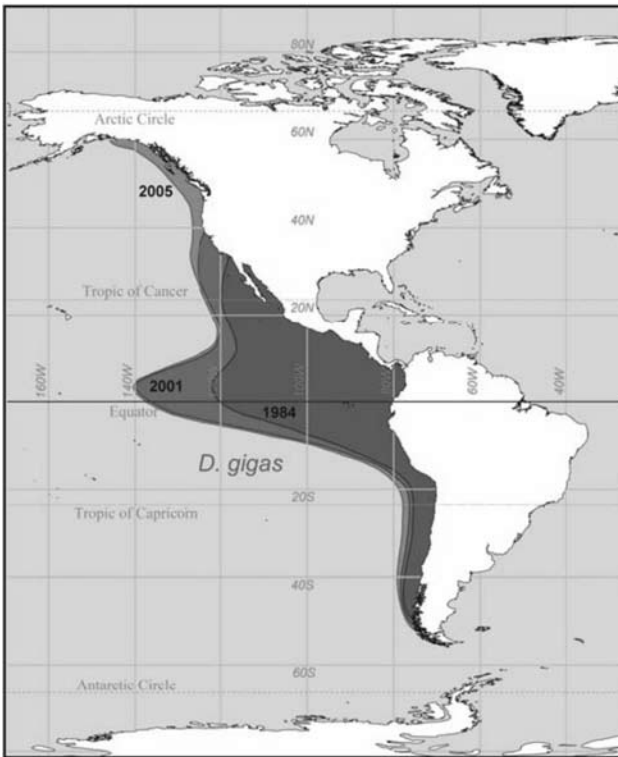 80N
Arctic Circle
60N
2005
40N
Tropic of Cancer
20N
160W
140W
100W
60W
40W
2001
1984
Equator
D. gigas
20S
Tropic of Capricorn
40S
60S
Antarctic Circle